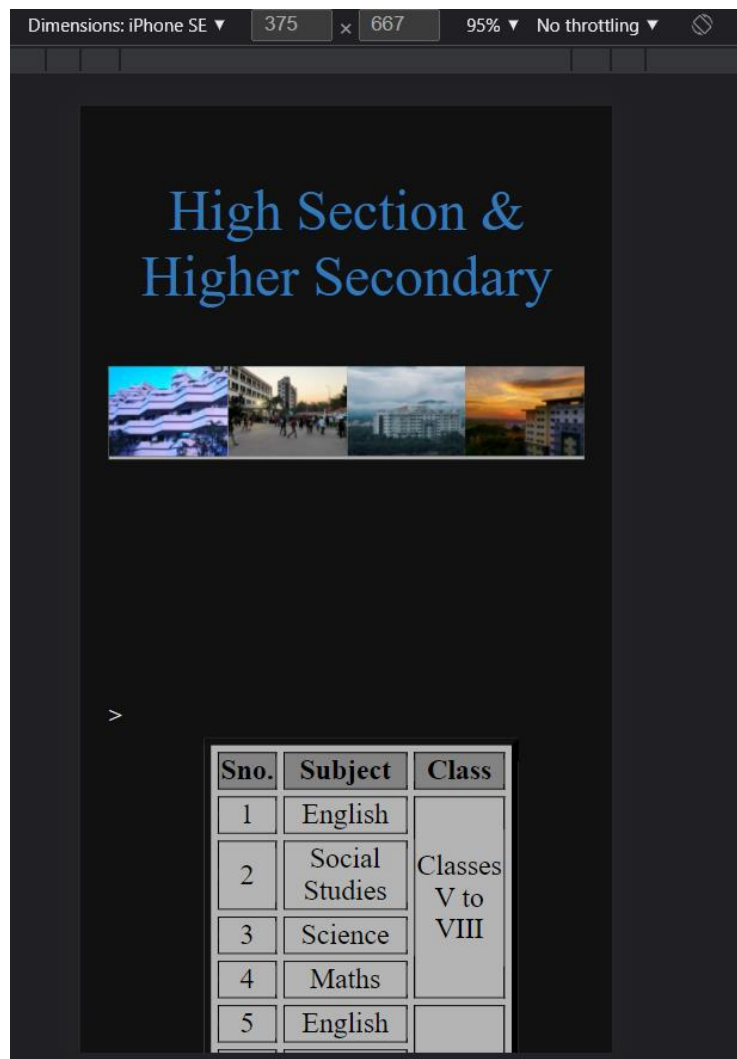 Dimensions: iPhone SE ▼ 375 × 667 95% ▼ No throttling ▼
High Section &
Higher Secondary
>
Sno. Subject Class
1 English
2 Social
Studies
3 Science
4 Maths
Classes
V to
VIII
5 English